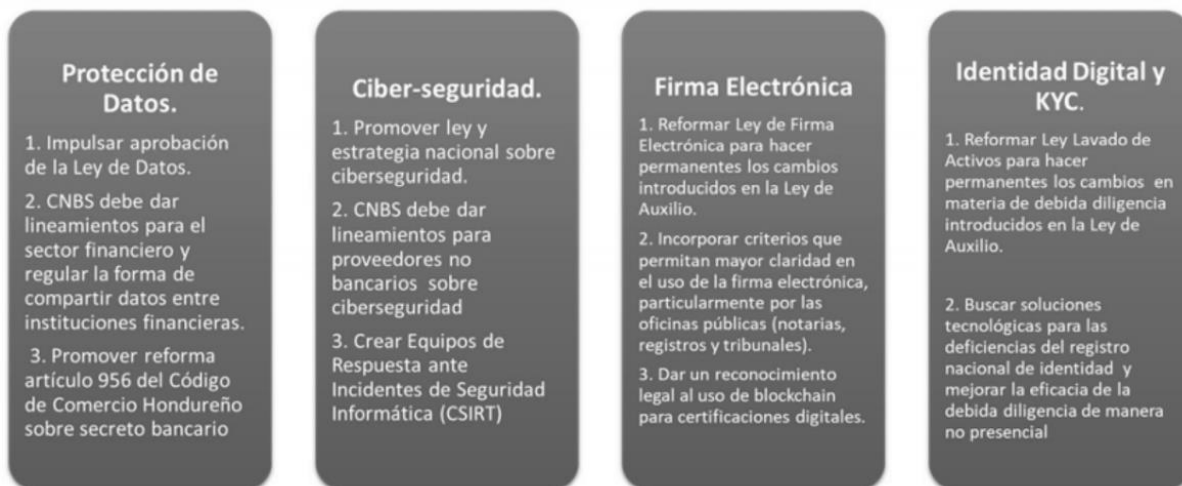 Protección de
Datos.
1. Impulsar aprobación
de la Ley de Datos.
2. CNBS debe dar
lineamientos para el
sector financiero y
regular la forma de
compartir datos entre
instituciones financieras.
3. Promover reforma
artículo 956 del Código
de Comercio Hondureño
sobre secreto bancario
Ciber-seguridad.
1. Promover ley y
estrategia nacional sobre
ciberseguridad.
2. CNBS debe dar
lineamientos para
proveedores no
bancarios sobre
ciberseguridad
3. Crear Equipos de
Respuesta ante
Incidentes de Seguridad
Informática (CSIRT)
Firma Electrónica
1. Reformar Ley de Firma
Electrónica para hacer
permanentes los cambios
introducidos en la Ley de
Auxilio.
2. Incorporar criterios que
permitan mayor claridad en
el uso de la firma electrónica,
particularmente por las
oficinas públicas (notarias,
registros y tribunales).
3. Dar un reconocimiento
legal al uso de blockchain
para certificaciones digitales.
Identidad Digital y
KYC.
1. Reformar Ley Lavado de
Activos para hacer
permanentes los cambios en
materia de debida diligencia
introducidos en la Ley de
Auxilio.
2. Buscar soluciones
tecnológicas para las
deficiencias del registro
nacional de identidad y
mejorar la eficacia de la
debida diligencia de manera
no presencial